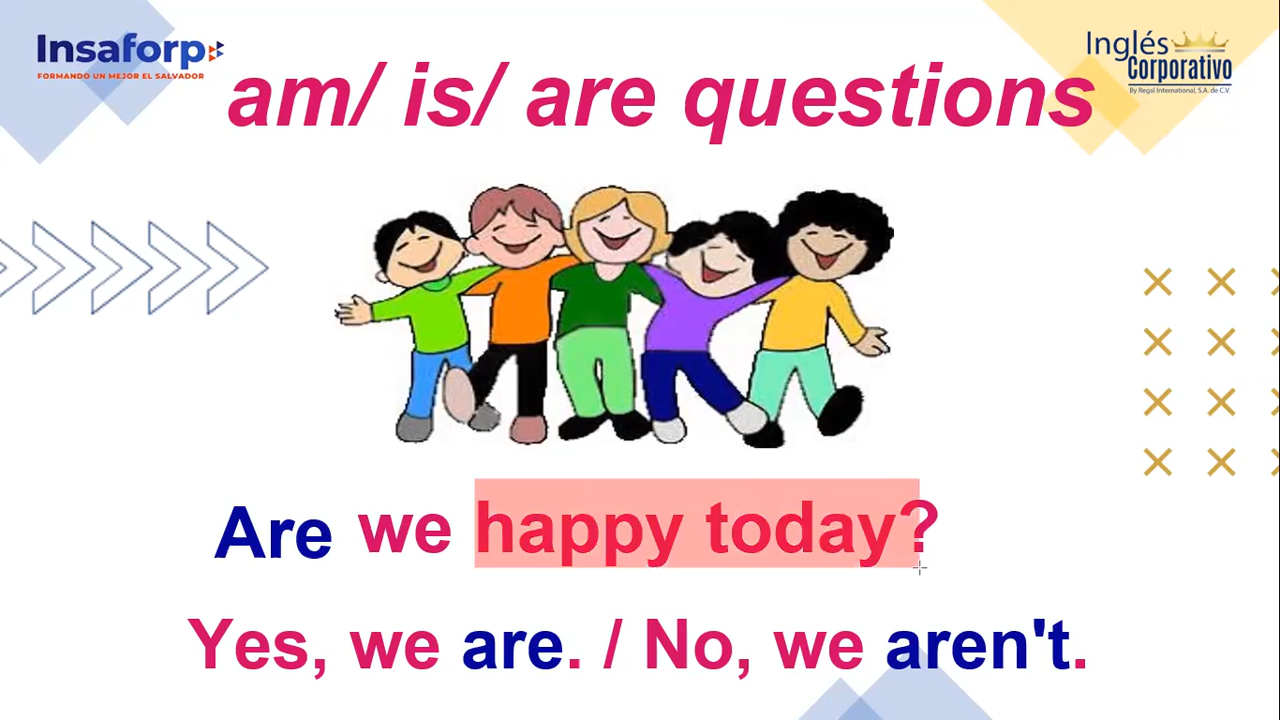 Insaforp
FORMANDO UN MEJOR EL SALVADOR
Inglés
Corporativo
By Regal International, S.A. de C.V.
am/ is/ are questions
Are we happy today?
Yes, we are. / No, we aren't.